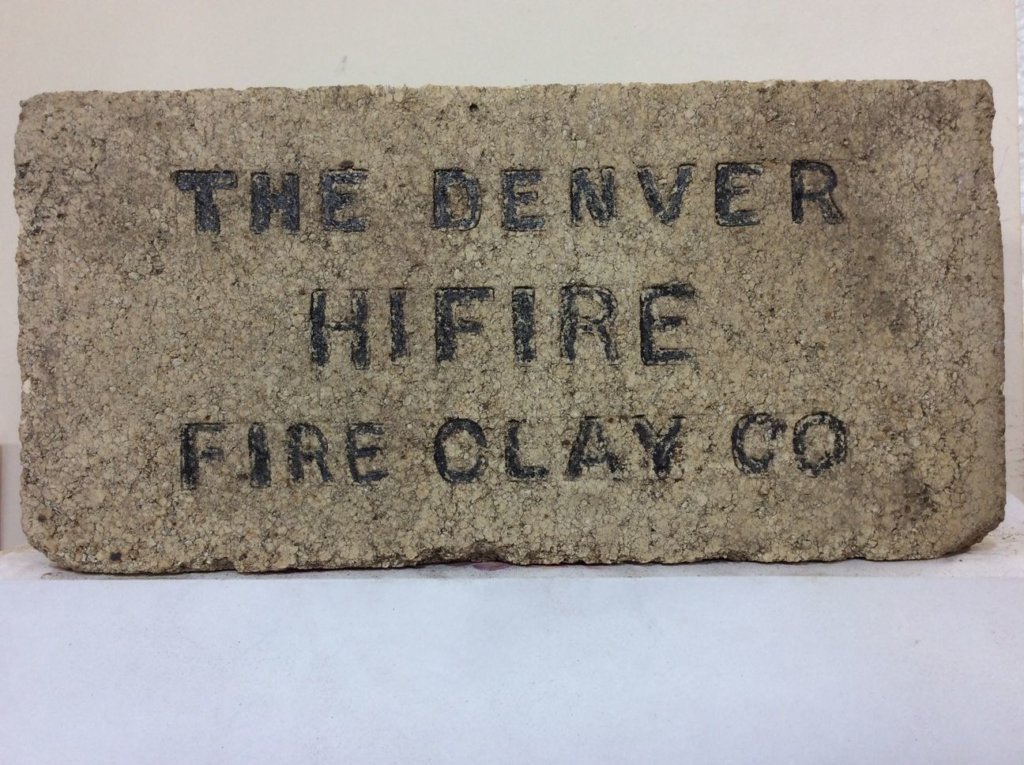 THE DENVER
HIFIRE
FIRE CLAY CO